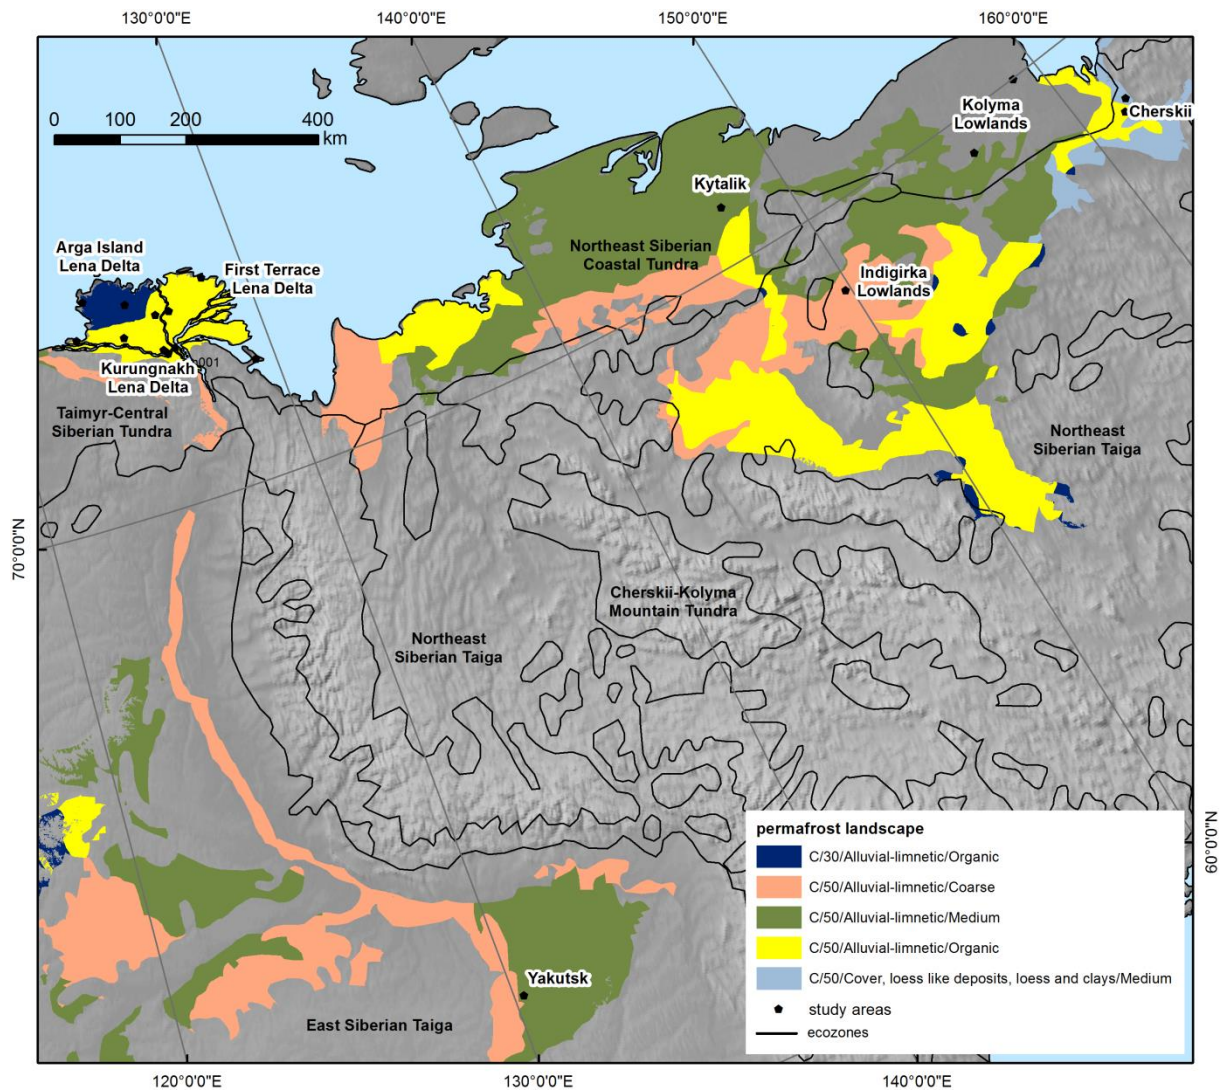 130°0'0"E
140°0'0"E
150°0'0"E
160°0'0"E
0 100 200 400
km
Kolyma
Lowlands
Cherskii
Kytalik
Arga Island
Lena Delta
First Terrace
Lena Delta
Northeast Siberian
Coastal Tundra
Indigirka
Lowlands
001
Kurungnakh
Lena Delta
Taimyr-Central
Siberian Tundra
Northeast
Siberian Taiga
70°0'0"N
Cherskii-Kolyma
Mountain Tundra
Northeast
Siberian Taiga
60°0'0"N
permafrost landscape
C/30/Alluvial-limnetic/Organic
C/50/Alluvial-limnetic/Coarse
C/50/Alluvial-limnetic/Medium
C/50/Alluvial-limnetic/Organic
C/50/Cover, loess like deposits, loess and clays/Medium
study areas
ecozones
Yakutsk
East Siberian Taiga
120°0'0"E
130°0'0"E
140°0'0"E